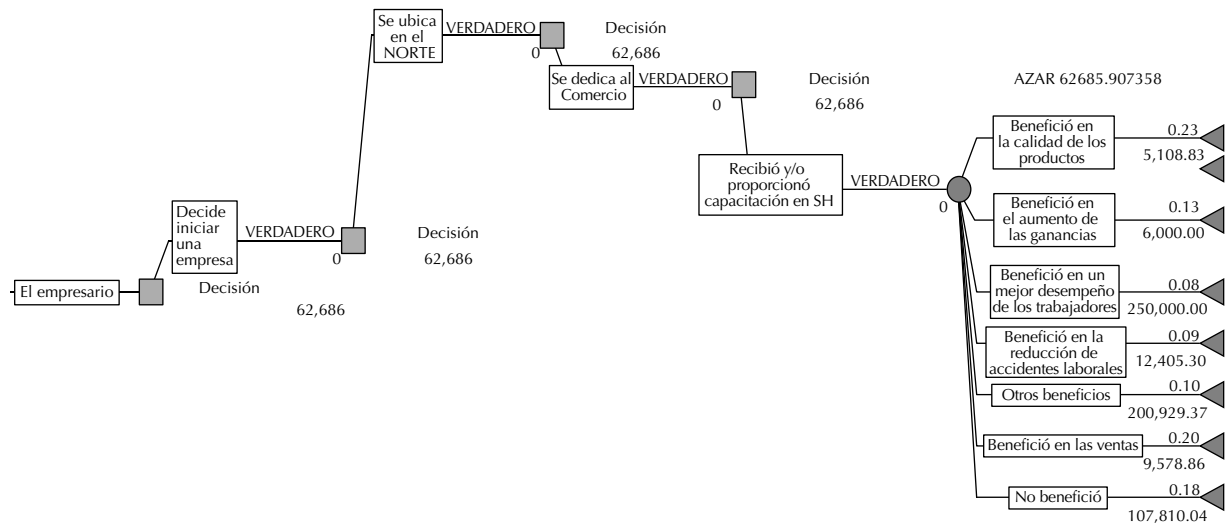 El empresario
Decisión
62,686
Decide
iniciar
una
empresa
VERDADERO
0
Decisión
62,686
Se ubica
en el
NORTE
VERDADERO
0
Decisión
62,686
Se dedica al
Comercio
VERDADERO
0
Decisión
62,686
Recibió y/o
proporcionó
capacitación en SH
VERDADERO
0
AZAR 62685.907358
Benefició en
la calidad de los
productos
0.23
5,108.83
Benefició en
el aumento de
las ganancias
0.13
6,000.00
Benefició en un
mejor desempeño
de los trabajadores
0.08
250,000.00
Benefició en la
reducción de
accidentes laborales
0.09
12,405.30
Otros beneficios
0.10
200,929.37
Benefició en las ventas
0.20
9,578.86
No benefició
0.18
107,810.04